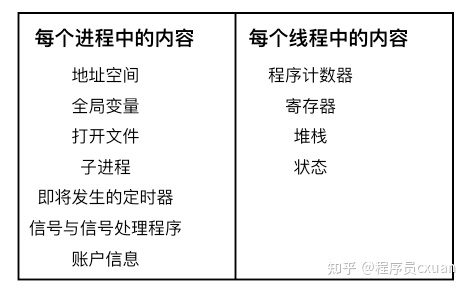 每个进程中的内容
地址空间
全局变量
打开文件
子进程
即将发生的定时器
信号与信号处理程序
账户信息
每个线程中的内容
程序计数器
寄存器
堆栈
状态
知乎 @程序员cxuan